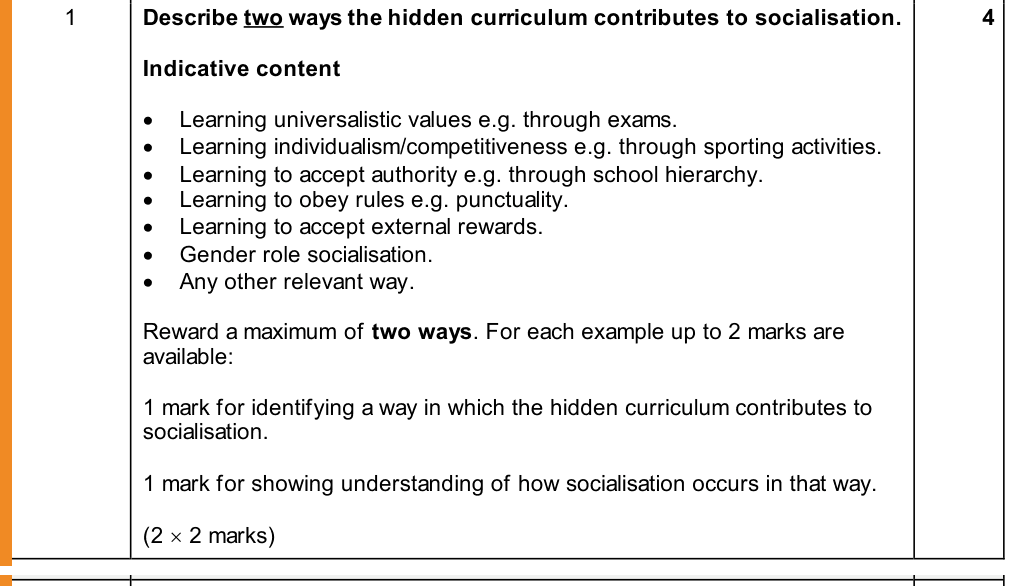 1
Describe two ways the hidden curriculum contributes to socialisation.
4
Indicative content
• Learning universalistic values e.g. through exams.
• Learning individualism/competitiveness e.g. through sporting activities.
• Learning to accept authority e.g. through school hierarchy.
• Learning to obey rules e.g. punctuality.
• Learning to accept external rewards.
• Gender role socialisation.
• Any other relevant way.
Reward a maximum of two ways. For each example up to 2 marks are
available:
1 mark for identifying a way in which the hidden curriculum contributes to
socialisation.
1 mark for showing understanding of how socialisation occurs in that way.
(2 × 2 marks)